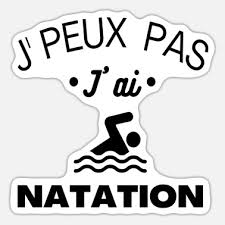 J'PEUX PAS
• J'ai •
NATATION